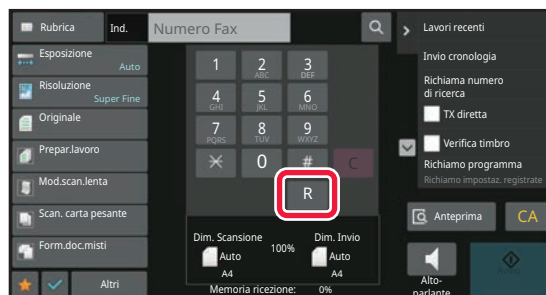 Rubrica
Ind.
Numero Fax
Esposizione
Auto
Risoluzione
Super Fine
Originale
Prepar.lavoro
Mod.scan.lenta
Scan. carta pesante
Form.doc.misti
Altri
1
2
ABC
3
DEF
4
GHI
5
JKL
6
MNO
7
PQRS
8
TUV
9
WXYZ
0
#
C
R
Dim. Scansione
100%
Dim. Invio
Auto
A4
Auto
A4
Memoria ricezione: 0%
Lavori recenti
Invio cronologia
Richiama numero
di ricerca
TX diretta
Verifica timbro
Richiamo programma
Richiamo impostaz. registrate
Anteprima
CA
Alto-
parlante